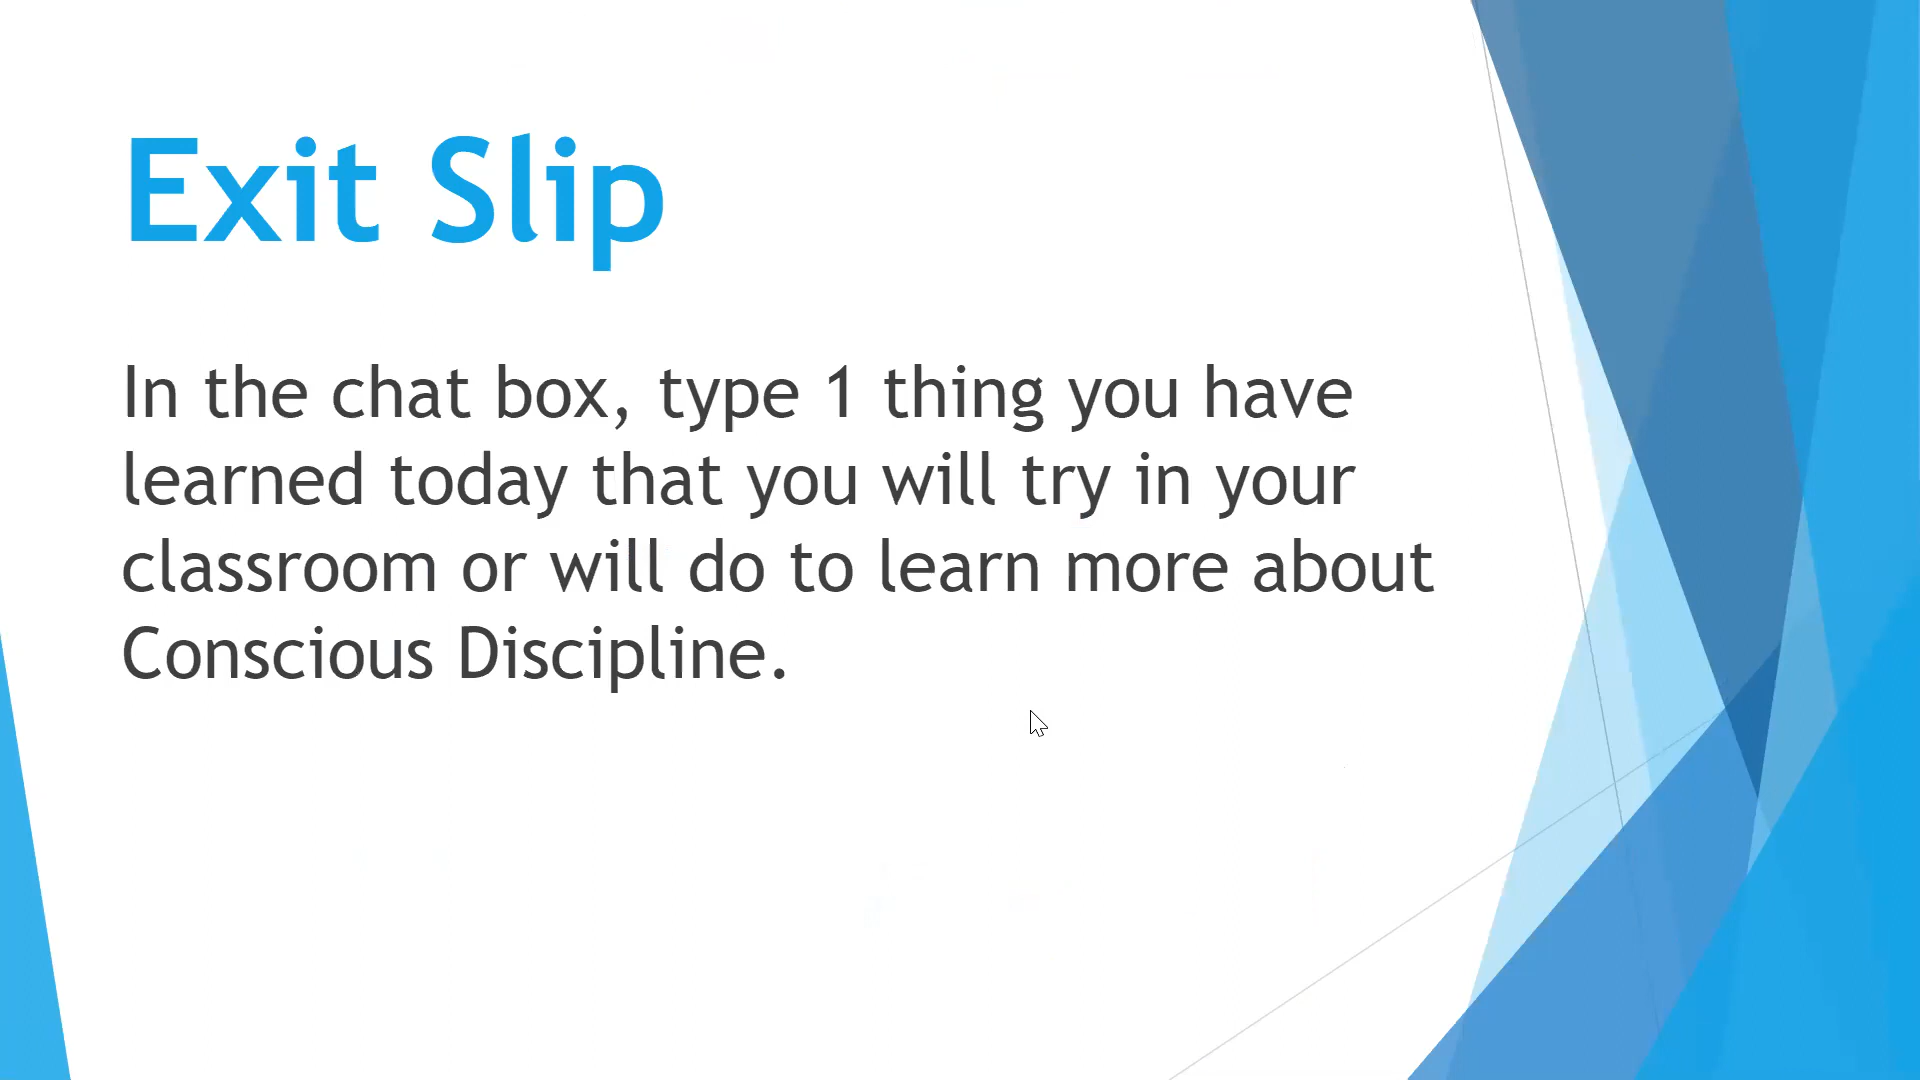 Exit Slip
In the chat box, type 1 thing you have
learned today that you will try in your
classroom or will do to learn more about
Conscious Discipline.